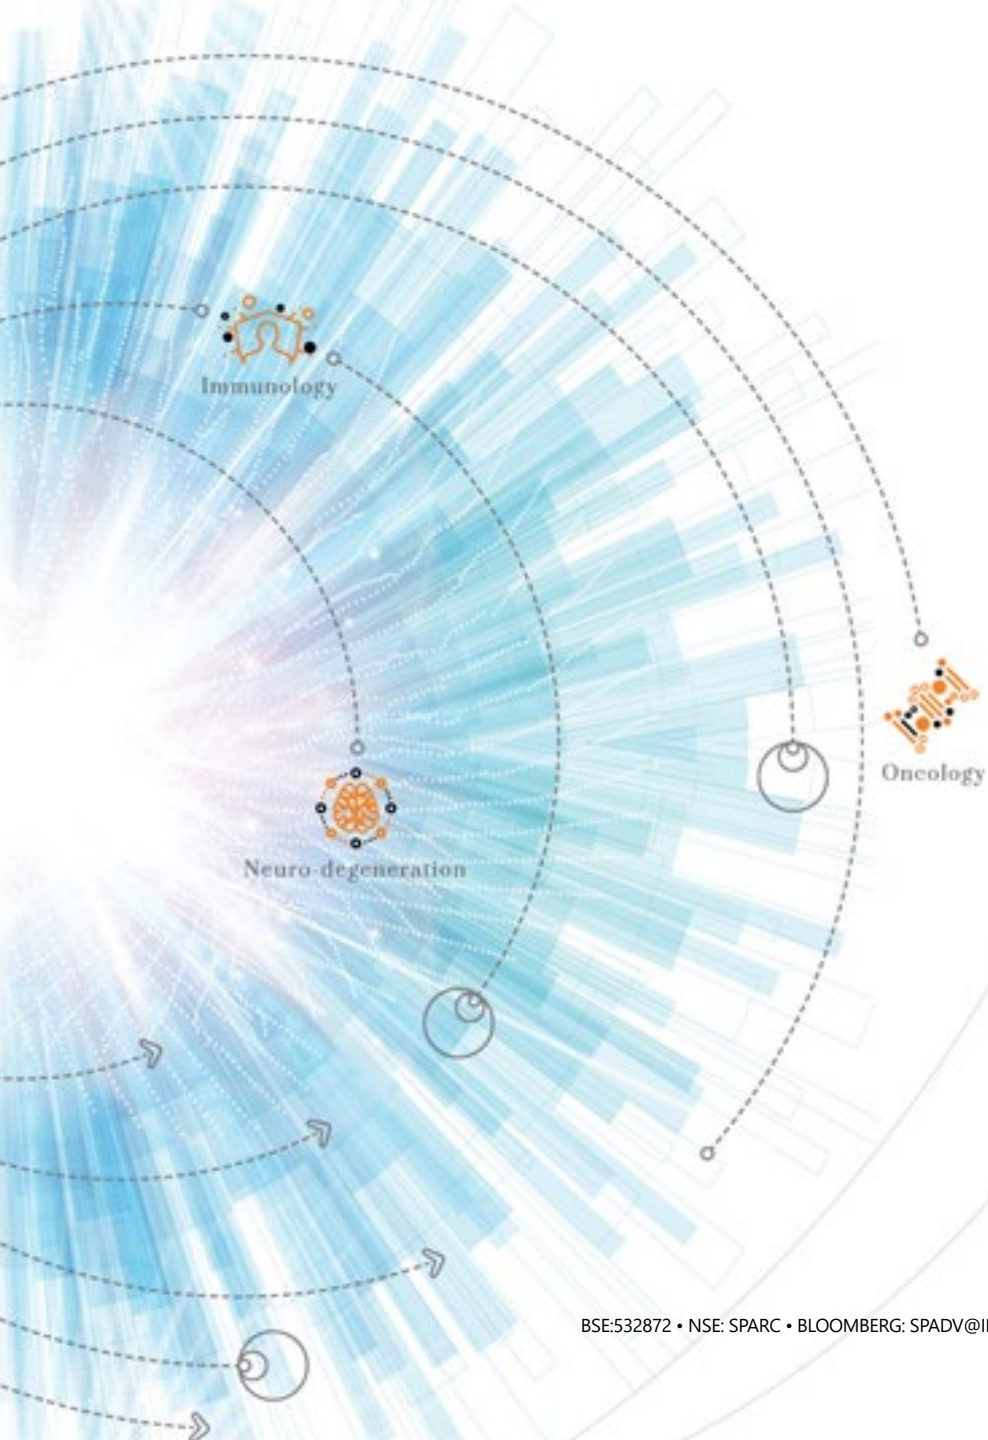 Immunology
Oncology
Neuro-degeneration
BSE:532872 • NSE: SPARC • BLOOMBERG: SPADV@I